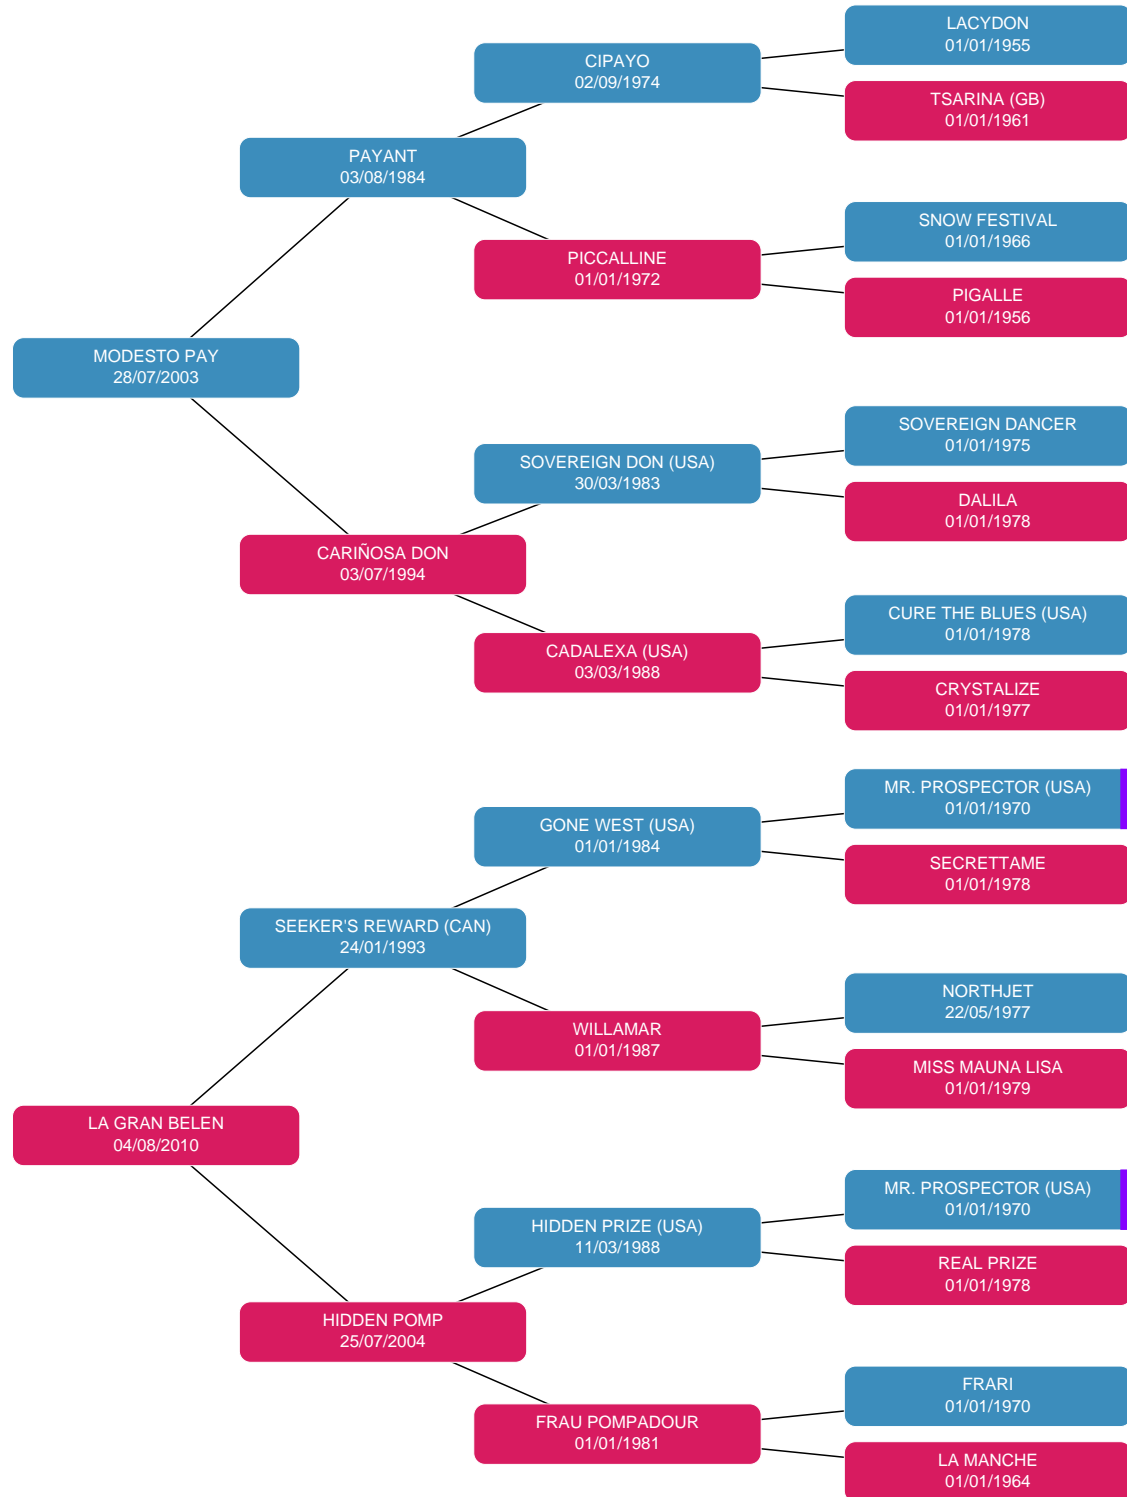 LACYDON
01/01/1955
CIPAYO
02/09/1974
TSARINA (GB)
01/01/1961
PAYANT
03/08/1984
SNOW FESTIVAL
01/01/1966
PICCALLINE
01/01/1972
PIGALLE
01/01/1956
MODESTO PAY
28/07/2003
SOVEREIGN DANCER
01/01/1975
SOVEREIGN DON (USA)
30/03/1983
DALILA
01/01/1978
CARIÑOSA DON
03/07/1994
CURE THE BLUES (USA)
01/01/1978
CADALEXA (USA)
03/03/1988
CRYSTALIZE
01/01/1977
MR. PROSPECTOR (USA)
01/01/1970
GONE WEST (USA)
01/01/1984
SECRETTAME
01/01/1978
SEEKER'S REWARD (CAN)
24/01/1993
NORTHJET
22/05/1977
WILLAMAR
01/01/1987
MISS MAUNA LISA
01/01/1979
LA GRAN BELEN
04/08/2010
MR. PROSPECTOR (USA)
01/01/1970
HIDDEN PRIZE (USA)
11/03/1988
REAL PRIZE
01/01/1978
HIDDEN POMP
25/07/2004
FRARI
01/01/1970
FRAU POMPADOUR
01/01/1981
LA MANCHE
01/01/1964